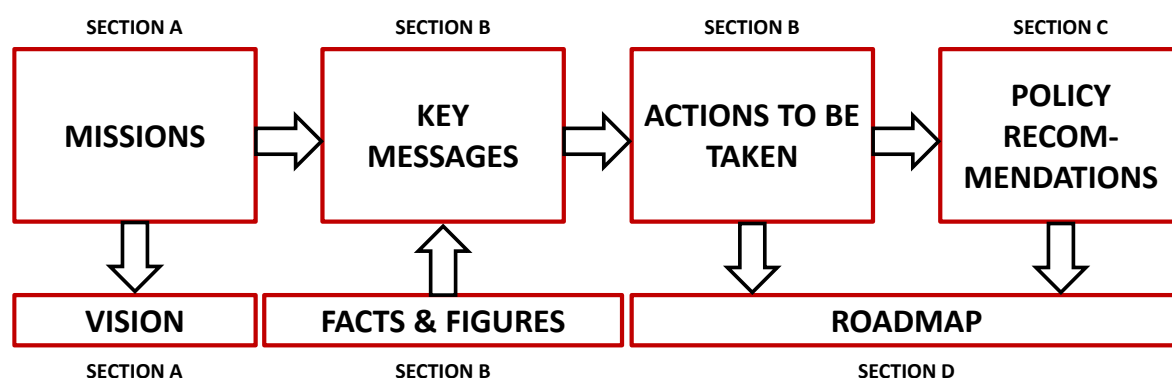 SECTION A
SECTION B
SECTION B
SECTION C
MISSIONS
KEY
MESSAGES
ACTIONS TO BE
TAKEN
POLICY
RECOM-
MENDATIONS
VISION
FACTS & FIGURES
ROADMAP
SECTION A
SECTION B
SECTION D